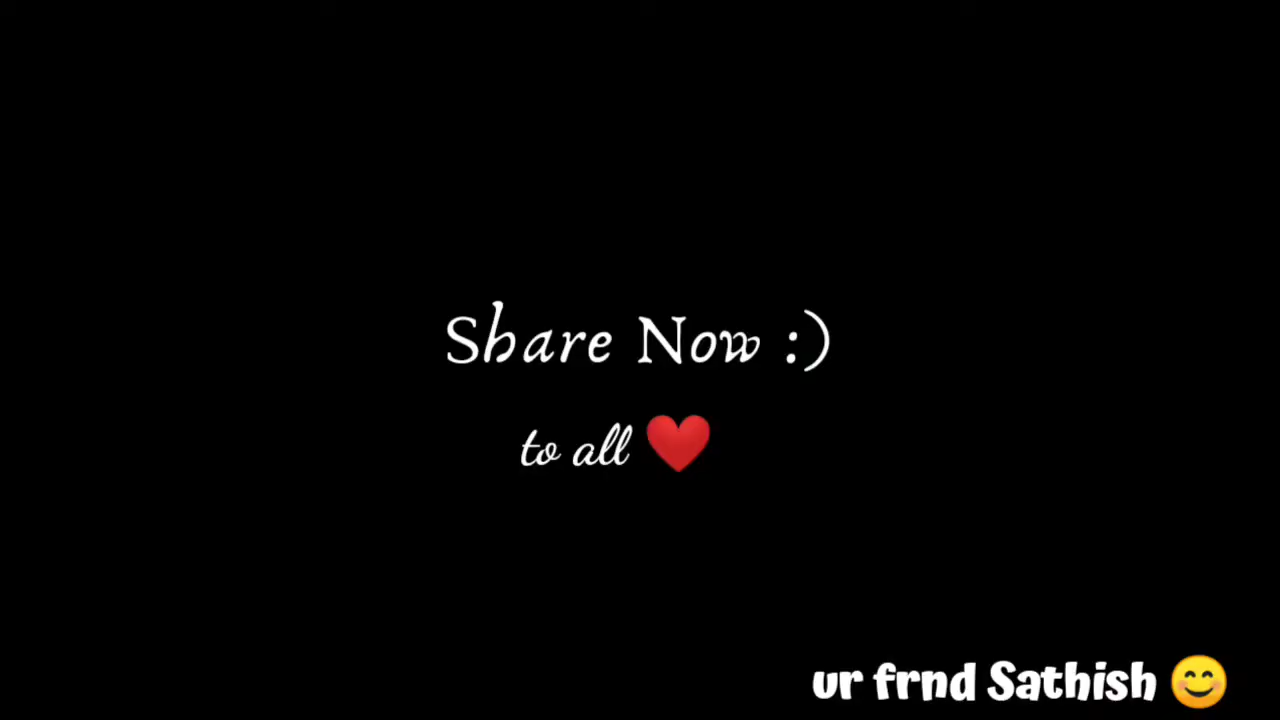 Share Now :)
to all ❤️
ur frnd Sathish 😊